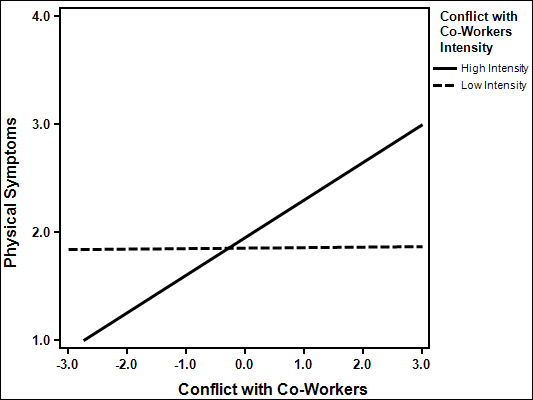 Conflict with
Co-Workers
Intensity
High Intensity
Low Intensity
Physical Symptoms
4.0
3.0
2.0
1.0
-3.0 -2.0 -1.0 0.0 1.0 2.0 3.0
Conflict with Co-Workers